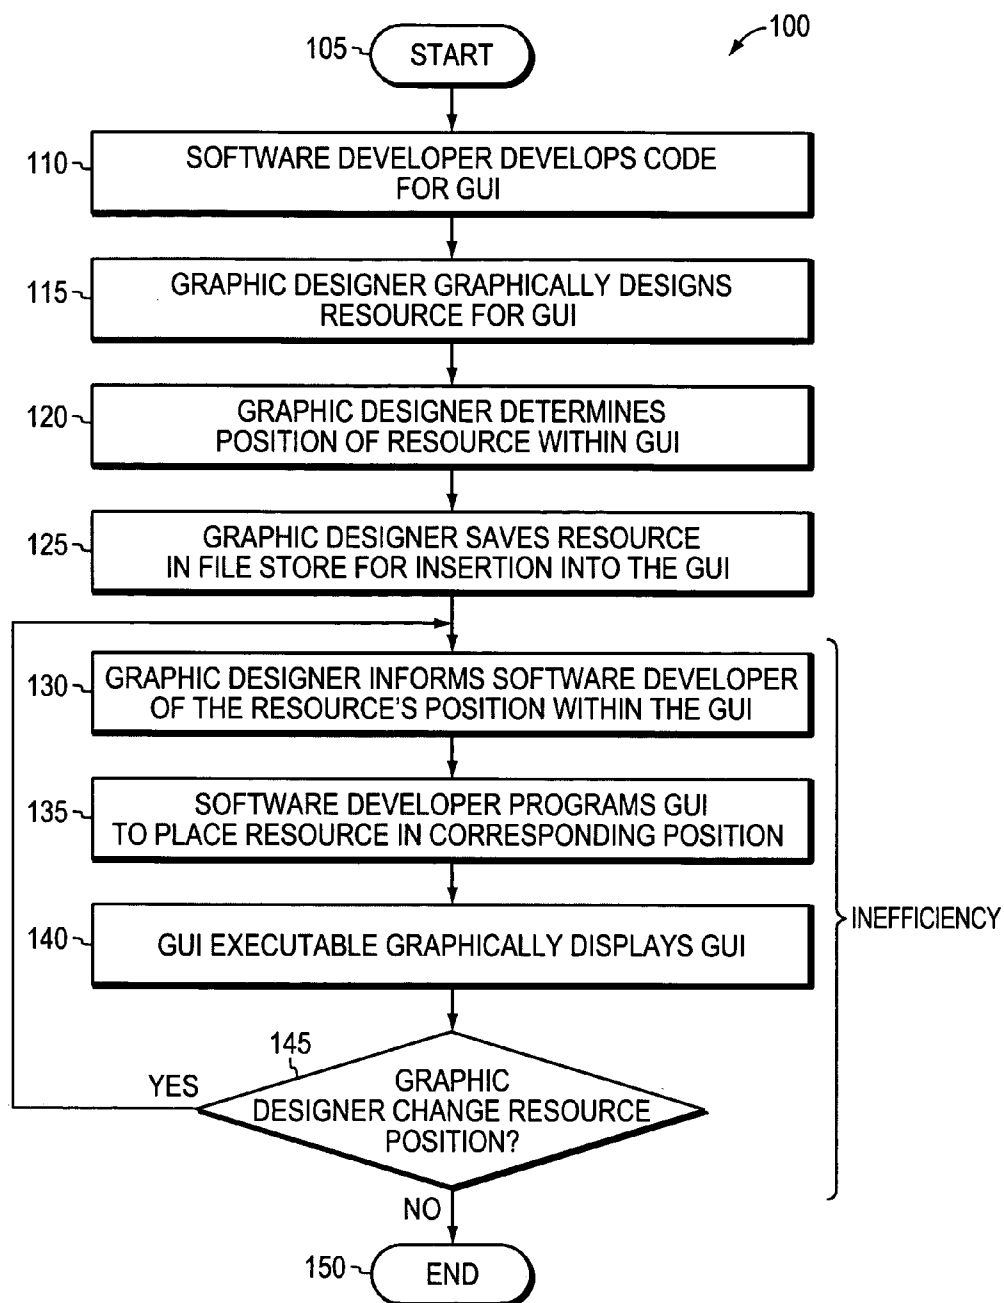 100
105
START
110
SOFTWARE DEVELOPER DEVELOPS CODE
FOR GUI
115
GRAPHIC DESIGNER GRAPHICALLY DESIGNS
RESOURCE FOR GUI
120
GRAPHIC DESIGNER DETERMINES
POSITION OF RESOURCE WITHIN GUI
125
GRAPHIC DESIGNER SAVES RESOURCE
IN FILE STORE FOR INSERTION INTO THE GUI
130
GRAPHIC DESIGNER INFORMS SOFTWARE DEVELOPER
OF THE RESOURCE'S POSITION WITHIN THE GUI
135
SOFTWARE DEVELOPER PROGRAMS GUI
TO PLACE RESOURCE IN CORRESPONDING POSITION
INEFFICIENCY
140
GUI EXECUTABLE GRAPHICALLY DISPLAYS GUI
145
YES
GRAPHIC
DESIGNER CHANGE RESOURCE
POSITION?
NO
150
END